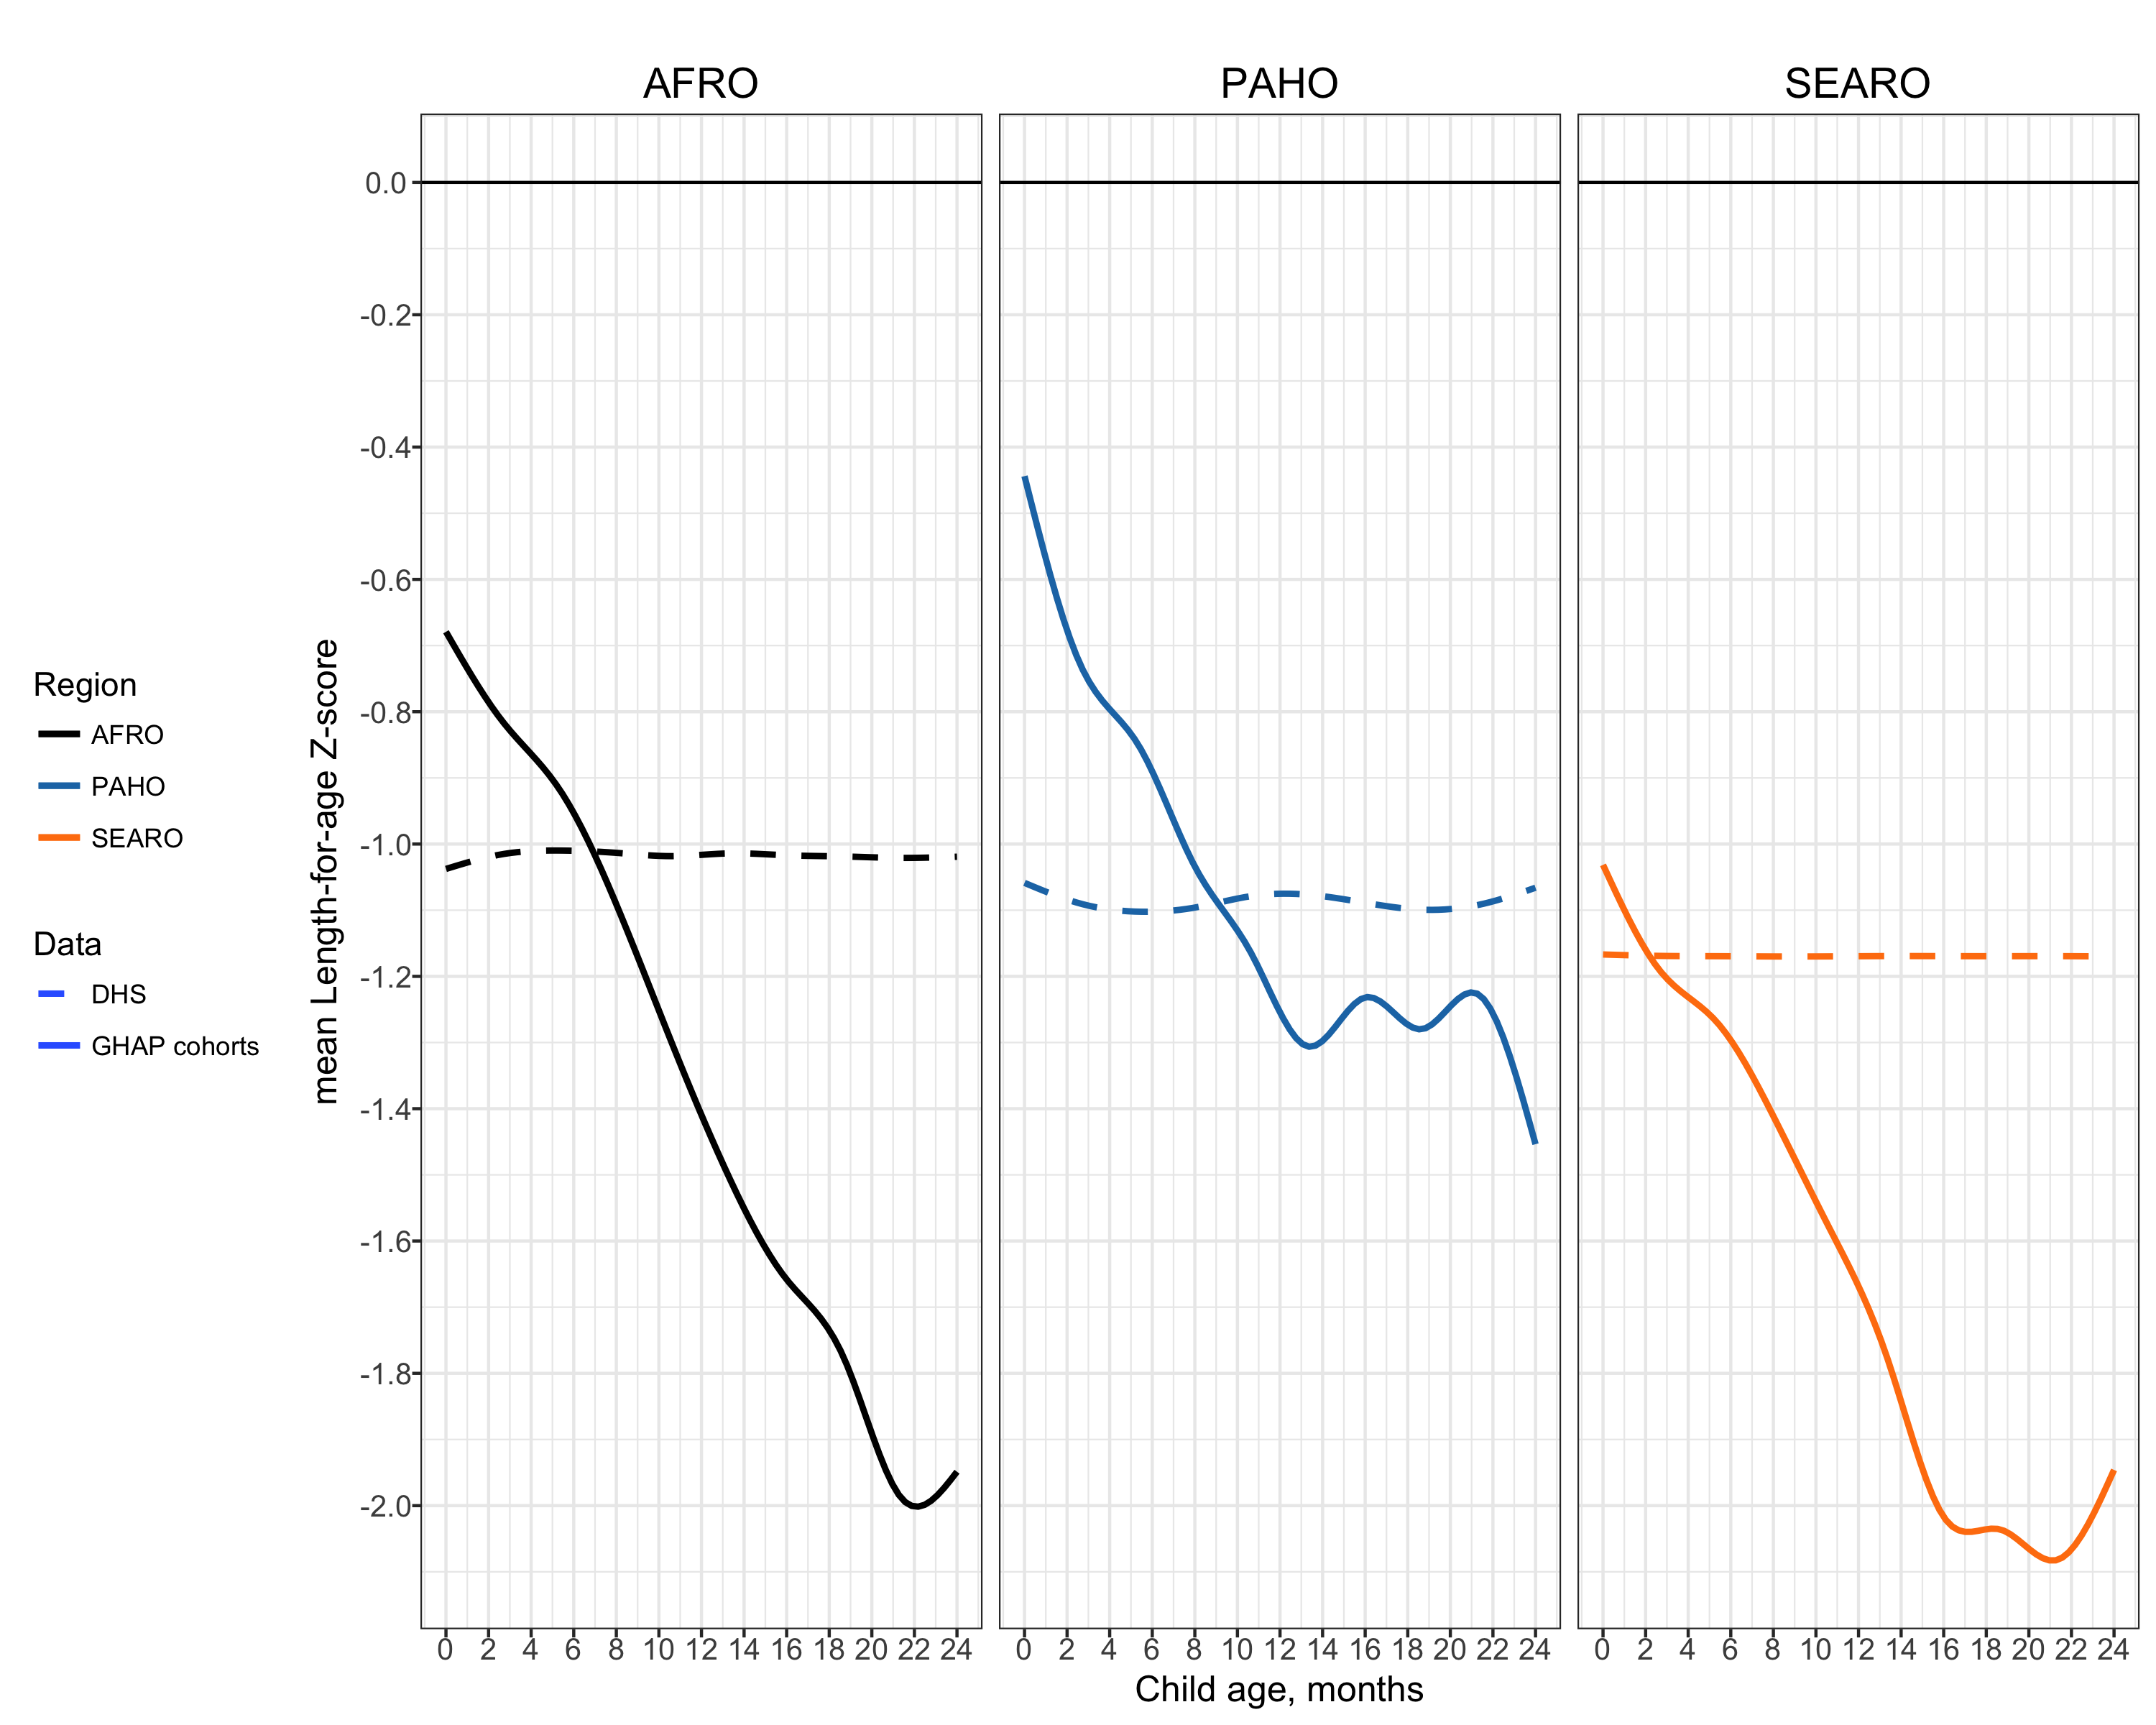 AFRO PAHO SEARO
0.0
-0.2
-0.4
-0.6
-0.8
-1.0
-1.2
-1.4
-1.6
-1.8
-2.0
mean Length-for-age Z-score
0 2 4 6 8 10 12 14 16 18 20 22 24
0 2 4 6 8 10 12 14 16 18 20 22 24
0 2 4 6 8 10 12 14 16 18 20 22 24
Child age, months
Region
AFRO
PAHO
SEARO
Data
DHS
GHAP cohorts